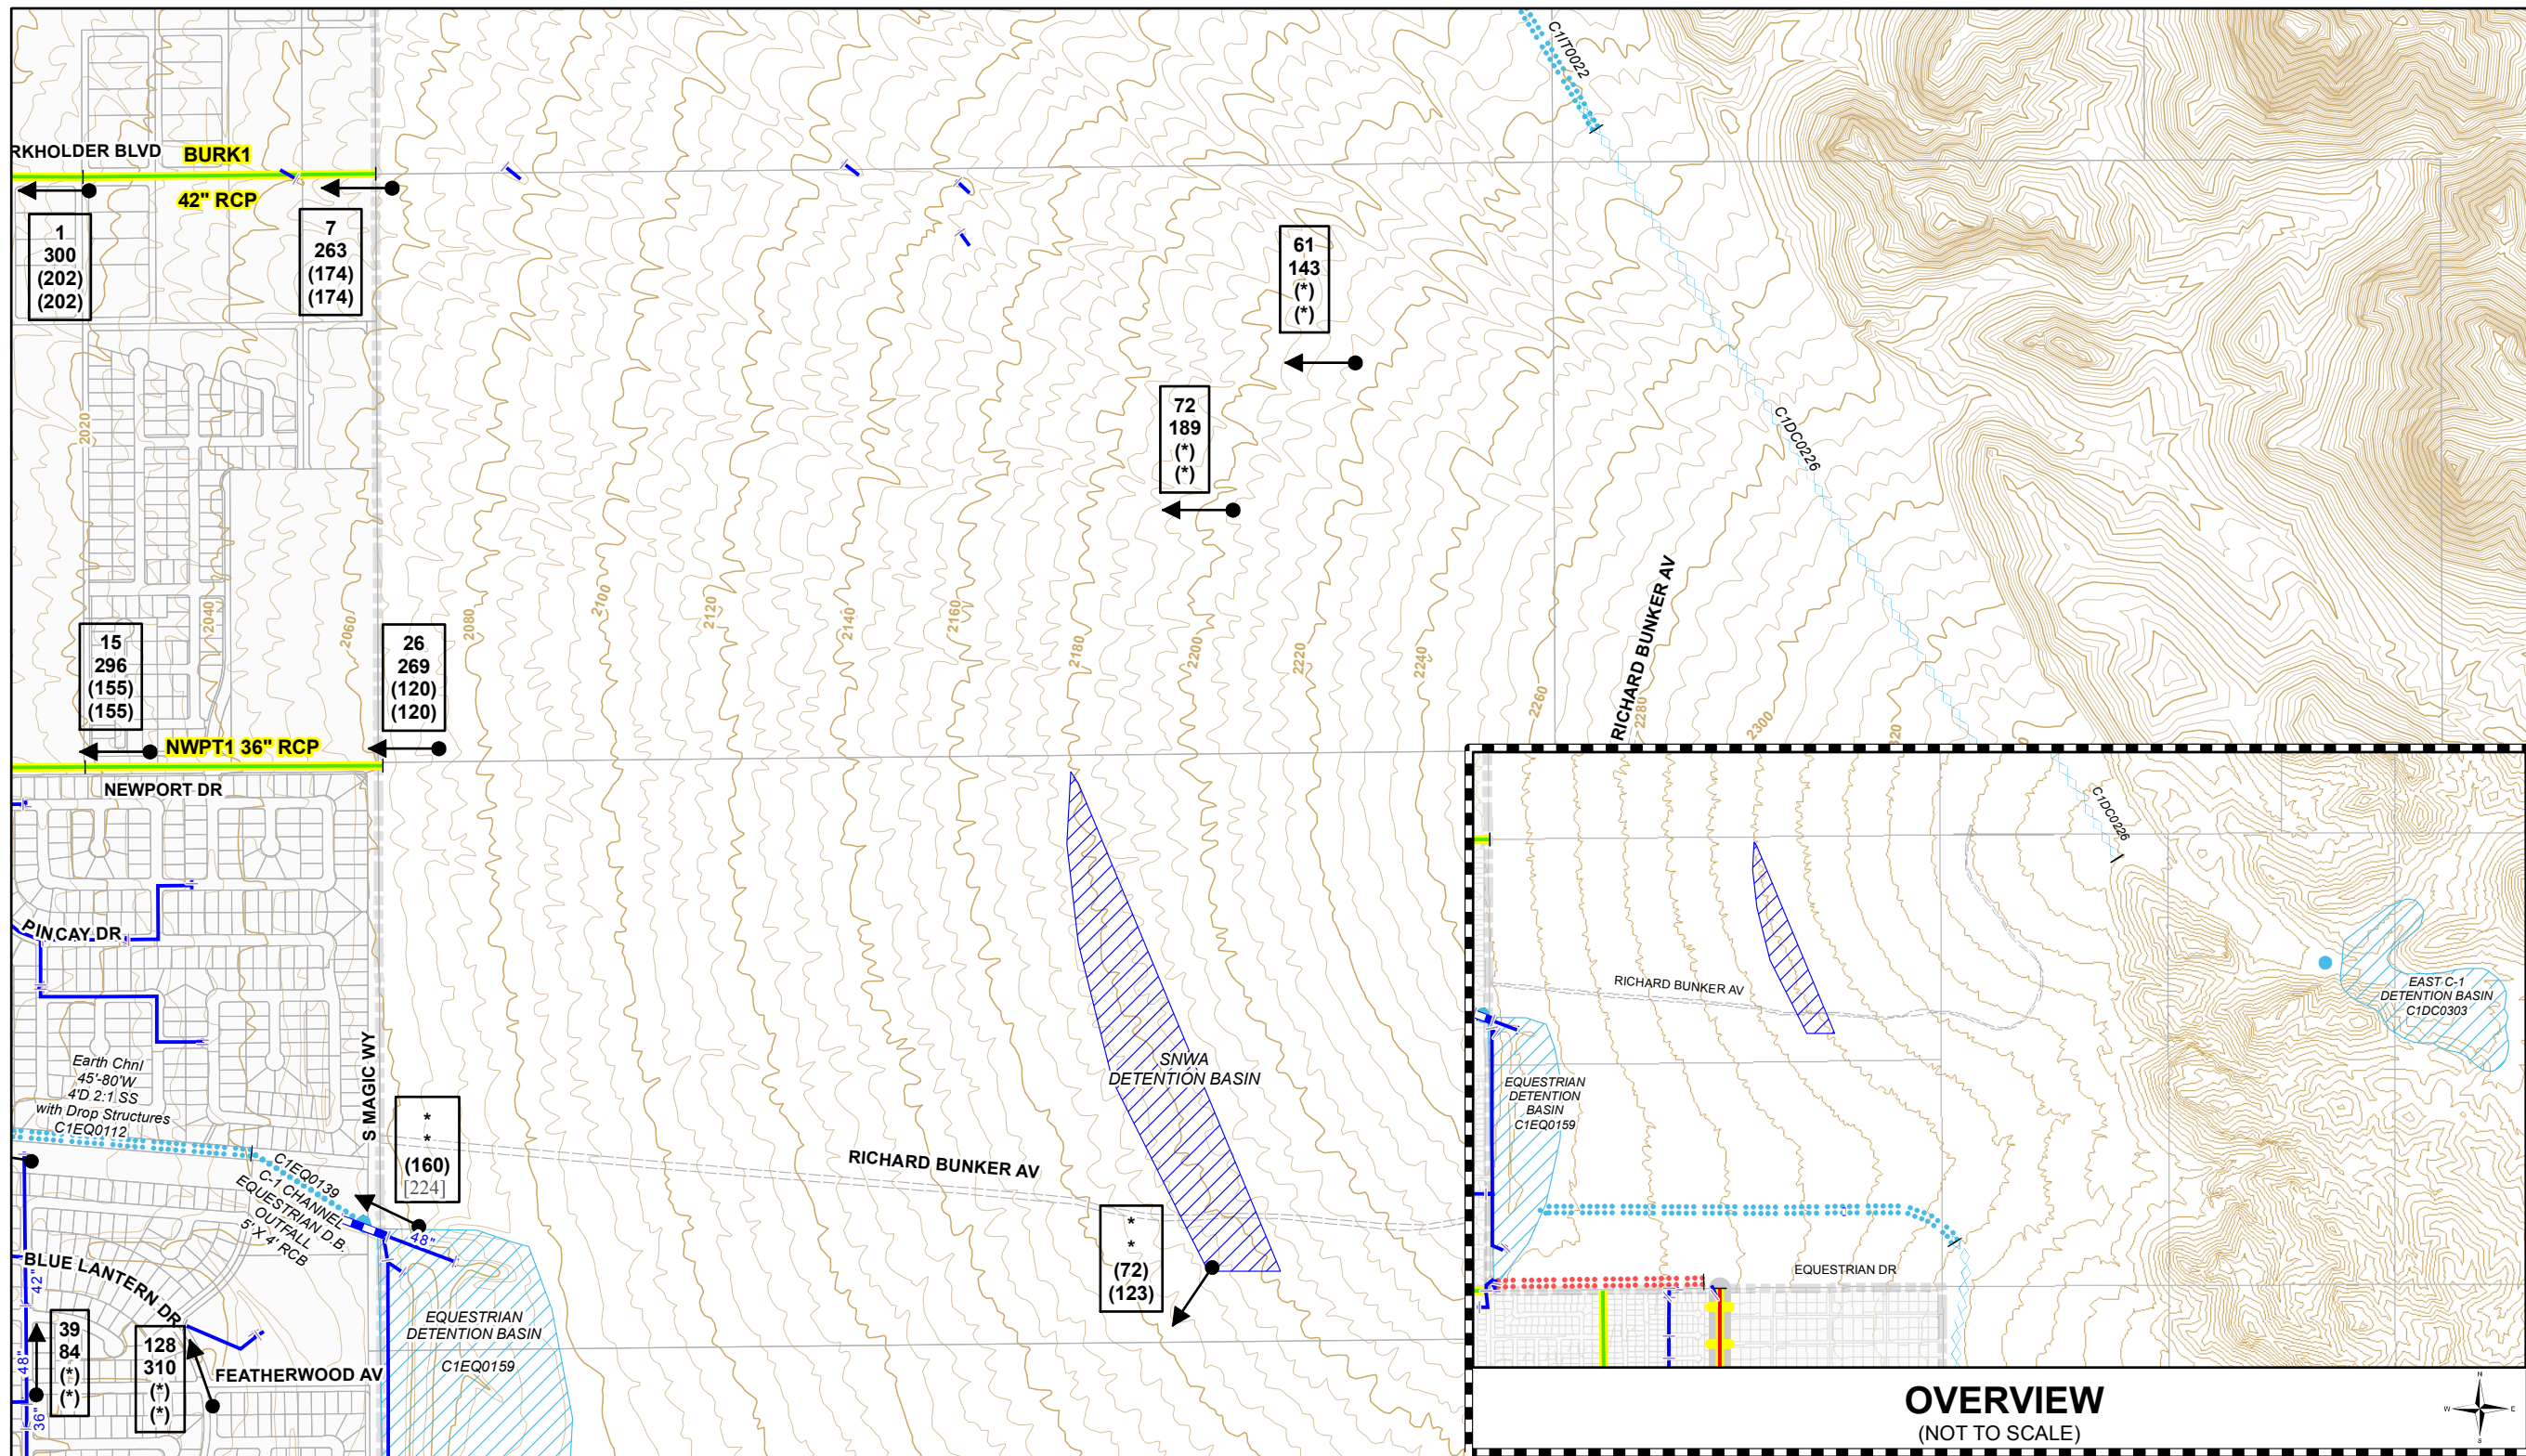 C1IT0022
RKHOLDER BLVD
BURK1
42" RCP
1
300
(202)
(202)
7
263
(174)
(174)
61
143
(*)
(*)
72
189
(*)
(*)
C1DC0226
2020
2040
2060
2080
2100
2120
2140
2160
2180
2200
2220
2240
2260
2280
2300
RICHARD BUNKER AV
15
296
(155)
(155)
26
269
(120)
(120)
NWPT1 36" RCP
NEWPORT DR
PINCAY DR
S MAGIC WY
Earth Chnl
45'-80'W
4'D 2:1 SS
with Drop Structures
C1EQ0112
C1EQ0139
C-1 CHANNEL
EQUESTRIAN D.B.
OUTFALL
5' X 4' RCB
*
*
(160)
[224]
48"
RICHARD BUNKER AV
SNWA
DETENTION BASIN
*
*
(72)
(123)
BLUE LANTERN DR
42"
48"
36"
39
84
(*)
(*)
128
310
(*)
(*)
FEATHERWOOD AV
EQUESTRIAN
DETENTION BASIN
C1EQ0159
C1DC0226
RICHARD BUNKER AV
EAST C-1
DETENTION BASIN
C1DC0303
EQUESTRIAN
DETENTION
BASIN
C1EQ0159
EQUESTRIAN DR
OVERVIEW
(NOT TO SCALE)
N
W
E
S